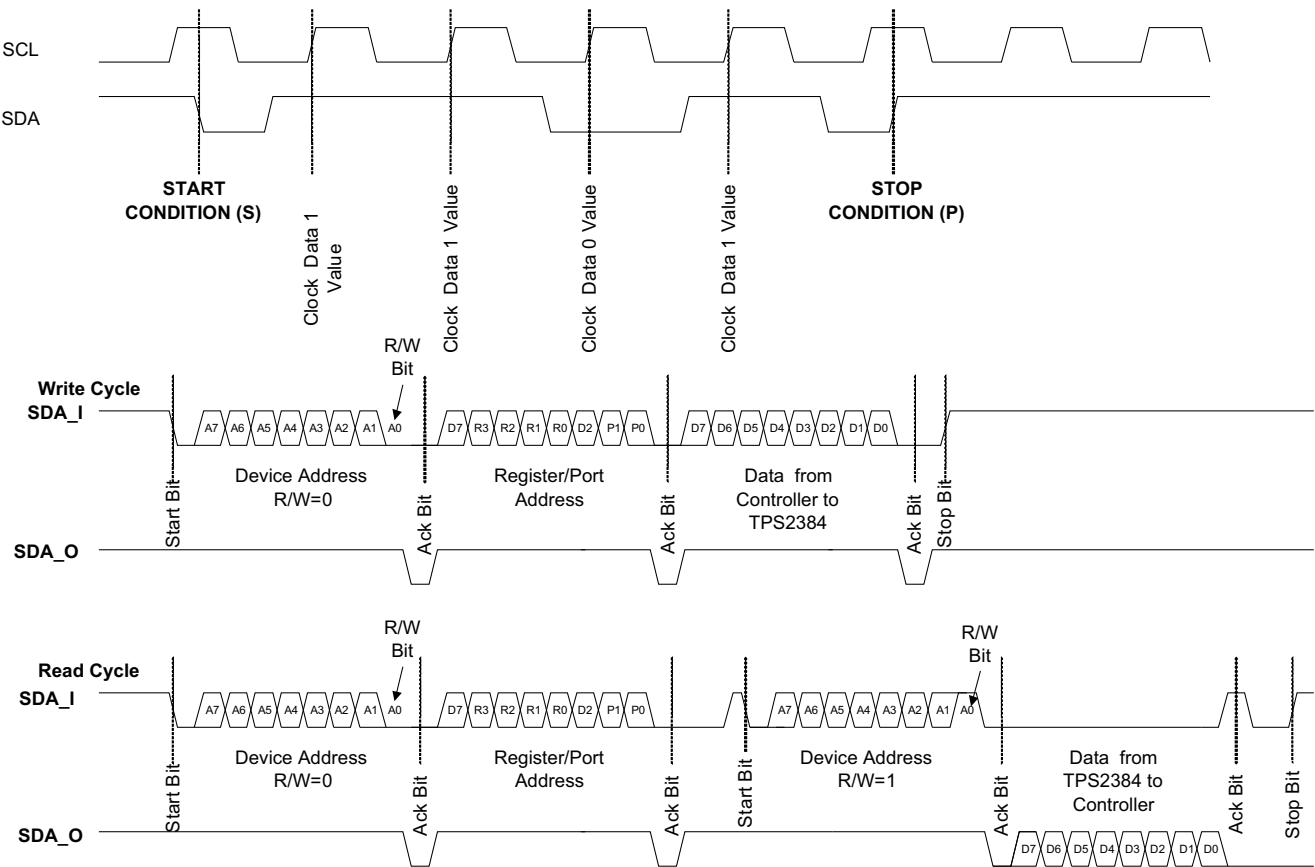 SCL
SDA
START
CONDITION (S)
STOP
CONDITION (P)
Clock Data 1
Value
Clock Data 1 Value
Clock Data 0 Value
Clock Data 1 Value
R/W
Bit
Write Cycle
SDA_I
A7 A6 A5 A4 A3 A2 A1 A0
D7 R3 R2 R1 R0 D2 P1 P0
D7 D6 D5 D4 D3 D2 D1 D0
Start Bit
Device Address
R/W=0
Ack Bit
Register/Port
Address
Ack Bit
Data from
Controller to
TPS2384
Ack Bit
Stop Bit
SDA_O
R/W
Bit
R/W
Bit
Read Cycle
SDA_I
A7 A6 A5 A4 A3 A2 A1 A0
D7 R3 R2 R1 R0 D2 P1 P0
A7 A6 A5 A4 A3 A2 A1 A0
Start Bit
Device Address
R/W=0
Ack Bit
Register/Port
Address
Ack Bit
Start Bit
Device Address
R/W=1
Ack Bit
Data from
TPS2384 to
Controller
Ack Bit
Stop Bit
SDA_O
D7 D6 D5 D4 D3 D2 D1 D0